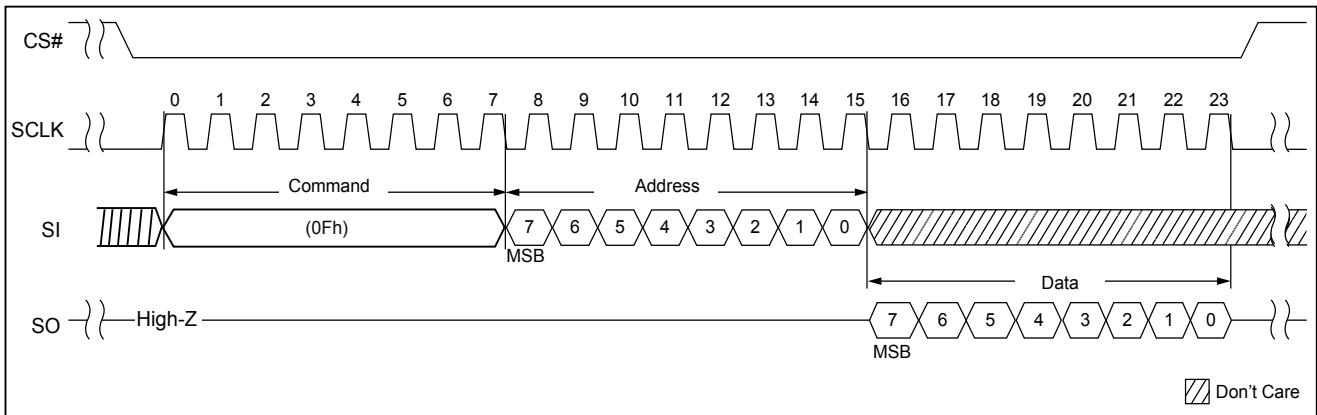 CS#
0 1 2 3 4 5 6 7 8 9 10 11 12 13 14 15 16 17 18 19 20 21 22 23
SCLK
Command Address
SI (0Fh) 7 6 5 4 3 2 1 0
MSB
Data
SO High-Z 7 6 5 4 3 2 1 0
MSB
Don't Care